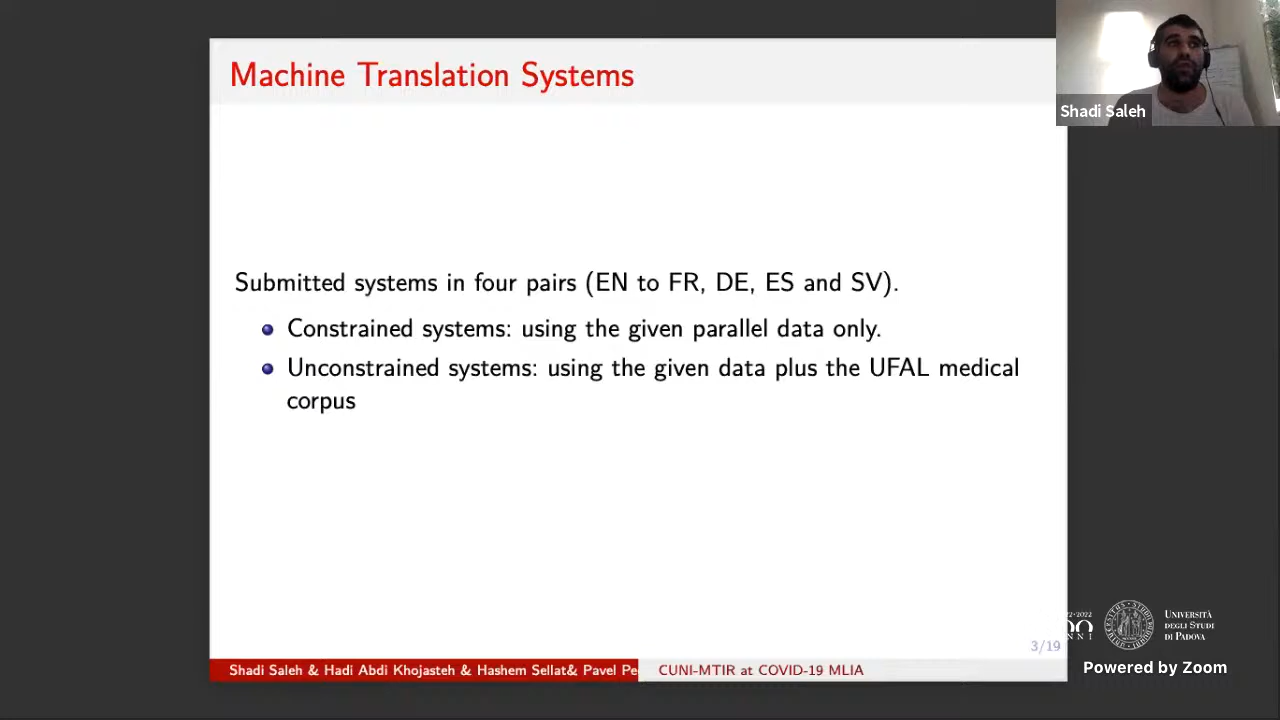 Machine Translation Systems
Shadi Saleh
Submitted systems in four pairs (EN to FR, DE, ES and SV).
Constrained systems: using the given parallel data only.
Unconstrained systems: using the given data plus the UFAL medical
corpus
UNIVERSITÀ
DEGLI STUDI
DI PADOVA
3/19
Shadi Saleh & Hadi Abdi Khojasteh & Hashem Sellat& Pavel Pe
CUNI-MTIR at COVID-19 MLIA
Powered by Zoom